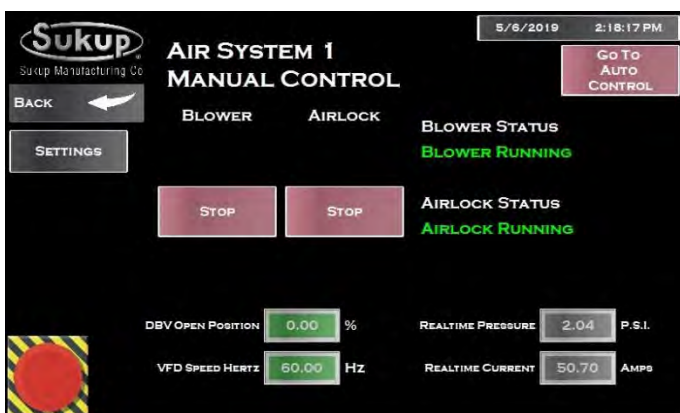 Sukup
Sukup Manufacturing Co
5/6/2019 2:18:17 PM
AIR SYSTEM 1
MANUAL CONTROL
GO TO
AUTO
CONTROL
BACK
SETTINGS
BLOWER AIRLOCK
BLOWER STATUS
BLOWER RUNNING
STOP STOP
AIRLOCK STATUS
AIRLOCK RUNNING
DBV OPEN POSITION 0.00 %
REALTIME PRESSURE 2.04 P.S.I.
VFD SPEED HERTZ 60.00 HZ
REALTIME CURRENT 50.70 AMPS